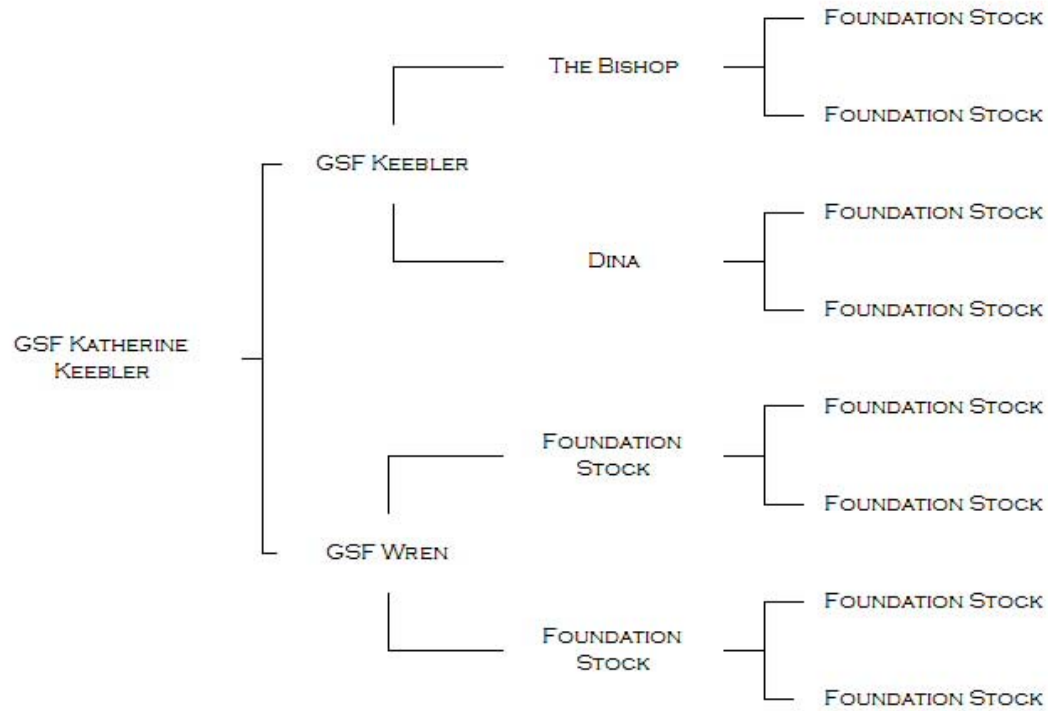 Foundation Stock
The Bishop
Foundation Stock
GSF Keebler
Foundation Stock
Dina
Foundation Stock
GSF Katherine
Keebler
Foundation Stock
Foundation
Stock
Foundation Stock
GSF Wren
Foundation Stock
Foundation
Stock
Foundation Stock